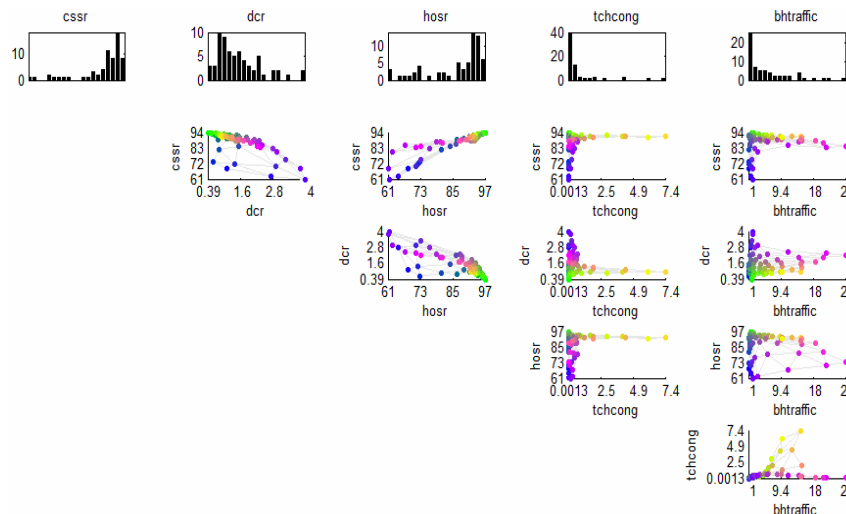 cssr dcr hosr tchcong bhtraffic
10 0
10 5 0
10 0
40 20 0
20 0
cssr 94 83 72 61
0.39 1.6 2.8 4
dcr
cssr 94 83 72 61
61 73 85 97
hosr
cssr 94 83 72 61
0.0013 2.5 4.9 7.4
tchcong
cssr 94 83 72 61
1 9.4 18 2
bhtraffic
dcr 4 2.8 1.6 0.39
61 73 85 97
hosr
dcr 4 2.8 1.6 0.39
0.0013 2.5 4.9 7.4
tchcong
dcr 4 2.8 1.6 0.39
1 9.4 18 2
bhtraffic
hosr 97 85 73 61
0.0013 2.5 4.9 7.4
tchcong
hosr 97 85 73 61
1 9.4 18 2
bhtraffic
tchcong 7.4 4.9 2.5 0.0013
1 9.4 18 2
bhtraffic